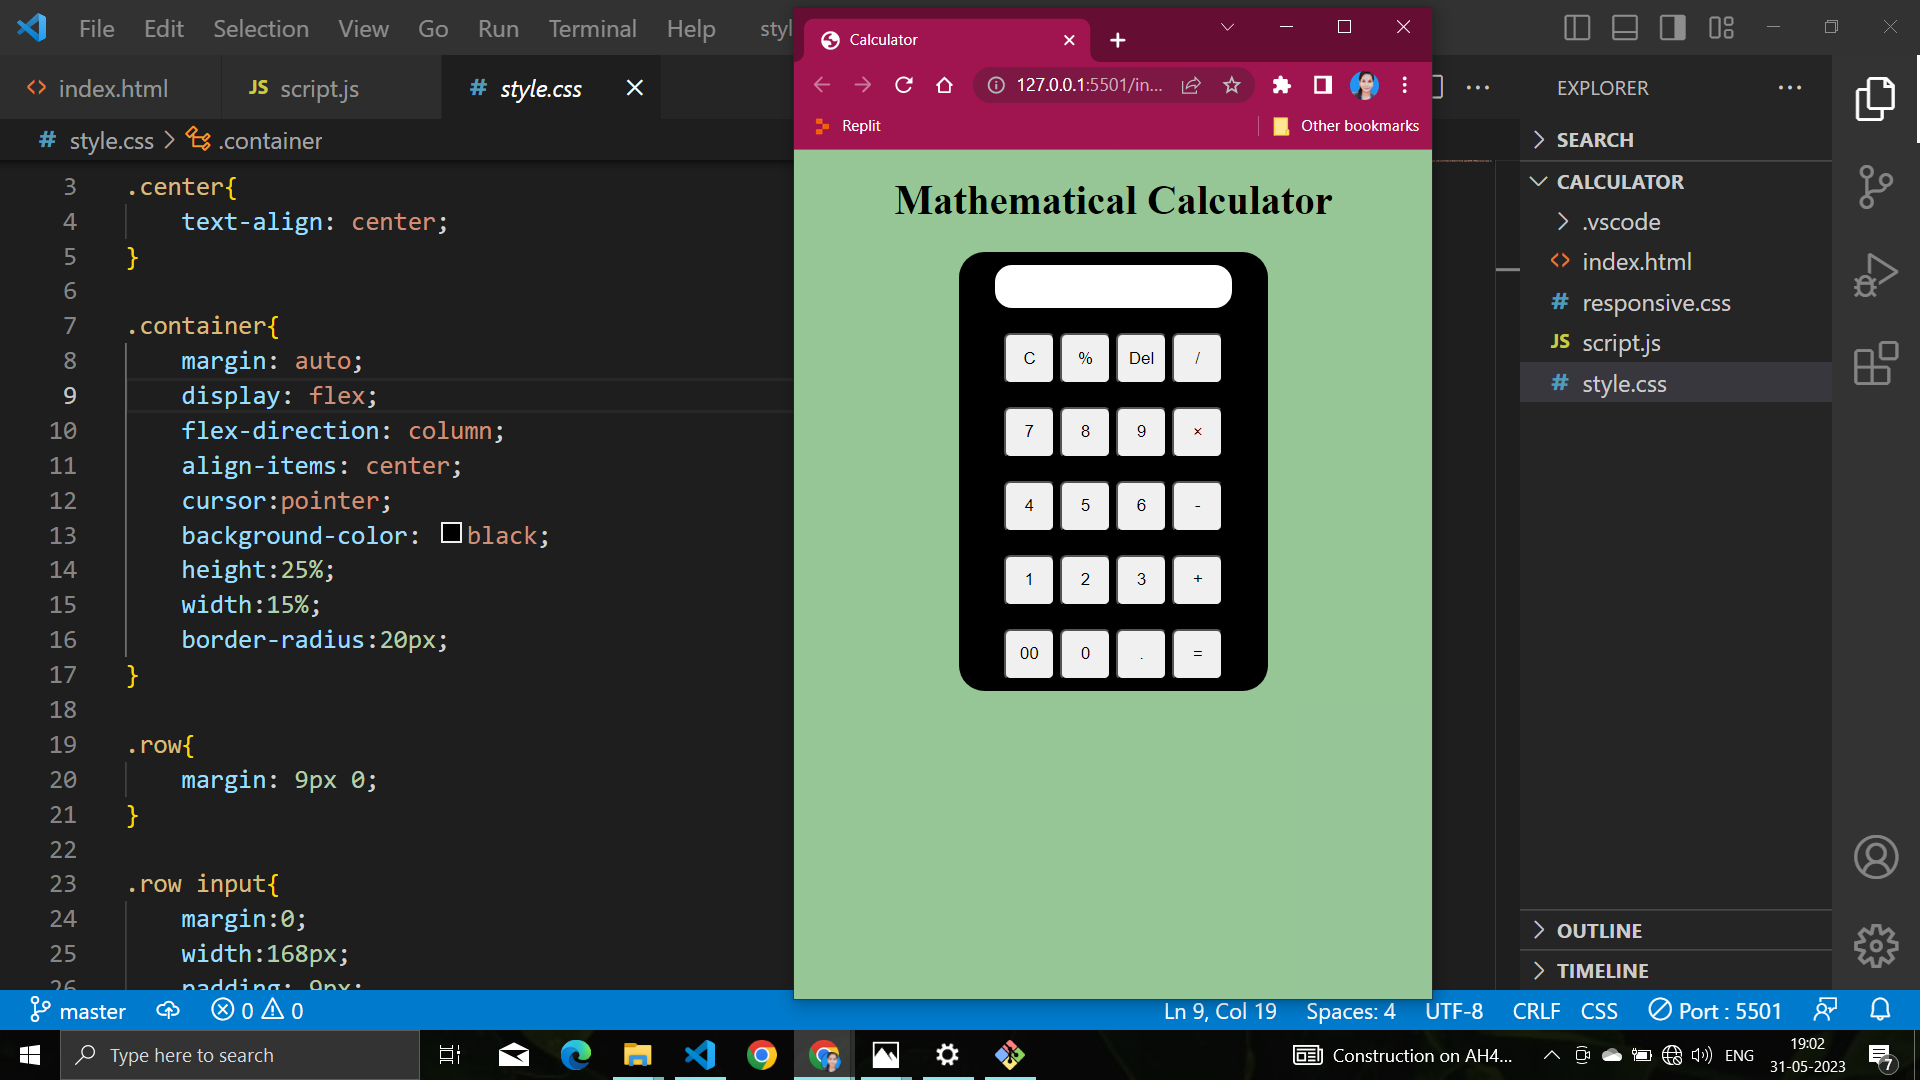 File Edit Selection View Go Run Terminal Help styl
index.html
JS script.js
# style.css
# style.css > .container
3 .center{
4 text-align: center;
5 }
6
7 .container{
8 margin: auto;
9 display: flex;
10 flex-direction: column;
11 align-items: center;
12 cursor:pointer;
13 background-color: black;
14 height:25%;
15 width:15%;
16 border-radius:20px;
17 }
18
19 .row{
20 margin: 9px 0;
21 }
22
23 .row input{
24 margin:0;
25 width:168px;
26 padding: 9px;
Calculator
127.0.0.1:5501/in...
Replit
Other bookmarks
Mathematical Calculator
C % Del /
7 8 9 ×
4 5 6 -
1 2 3 +
00 0 . =
EXPLORER
SEARCH
CALCULATOR
.vscode
index.html
# responsive.css
JS script.js
# style.css
OUTLINE
TIMELINE
master 0 0 Ln 9, Col 19 Spaces: 4 UTF-8 CRLF CSS Port : 5501
Type here to search
Construction on AH4...
ENG
19:02
31-05-2023
7